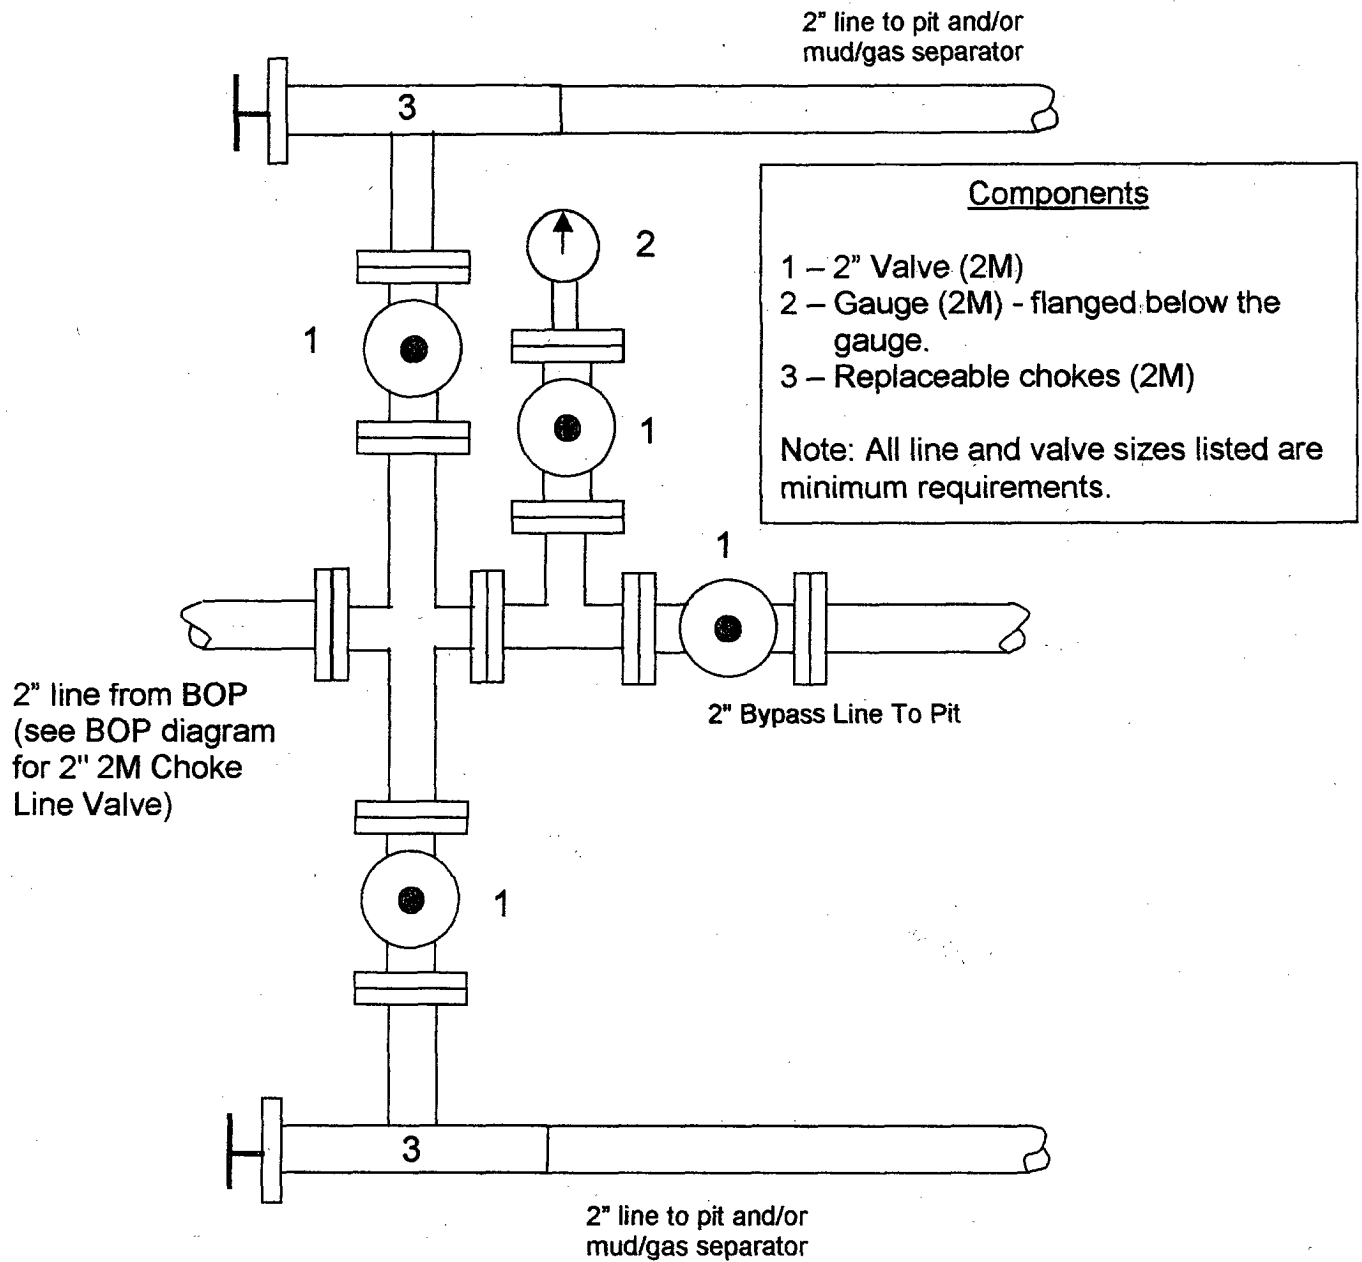 2" line to pit and/or
mud/gas separator
3
Components
1 – 2" Valve (2M)
2 – Gauge (2M) - flanged below the
gauge.
3 – Replaceable chokes (2M)
Note: All line and valve sizes listed are
minimum requirements.
2
1
1
1
2" line from BOP
(see BOP diagram
for 2" 2M Choke
Line Valve)
2" Bypass Line To Pit
1
3
2" line to pit and/or
mud/gas separator